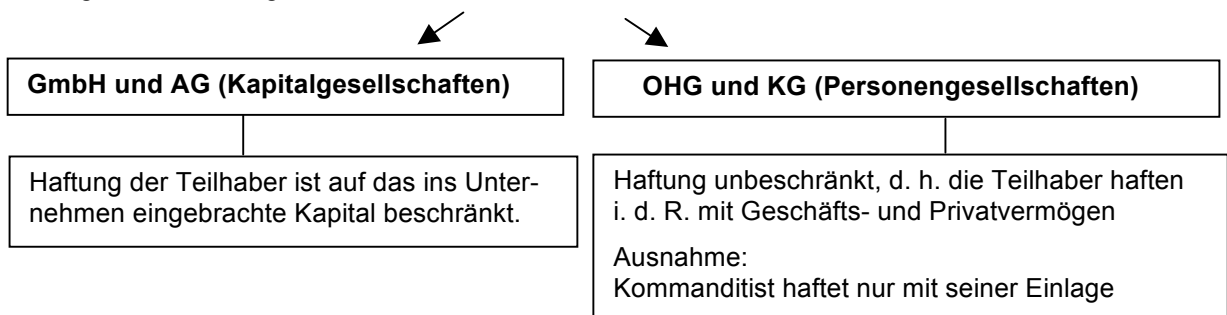 GmbH und AG (Kapitalgesellschaften)
Haftung der Teilhaber ist auf das ins Unter-
nehmen eingebrachte Kapital beschränkt.
OHG und KG (Personengesellschaften)
Haftung unbeschränkt, d. h. die Teilhaber haften
i. d. R. mit Geschäfts- und Privatvermögen
Ausnahme:
Kommanditist haftet nur mit seiner Einlage